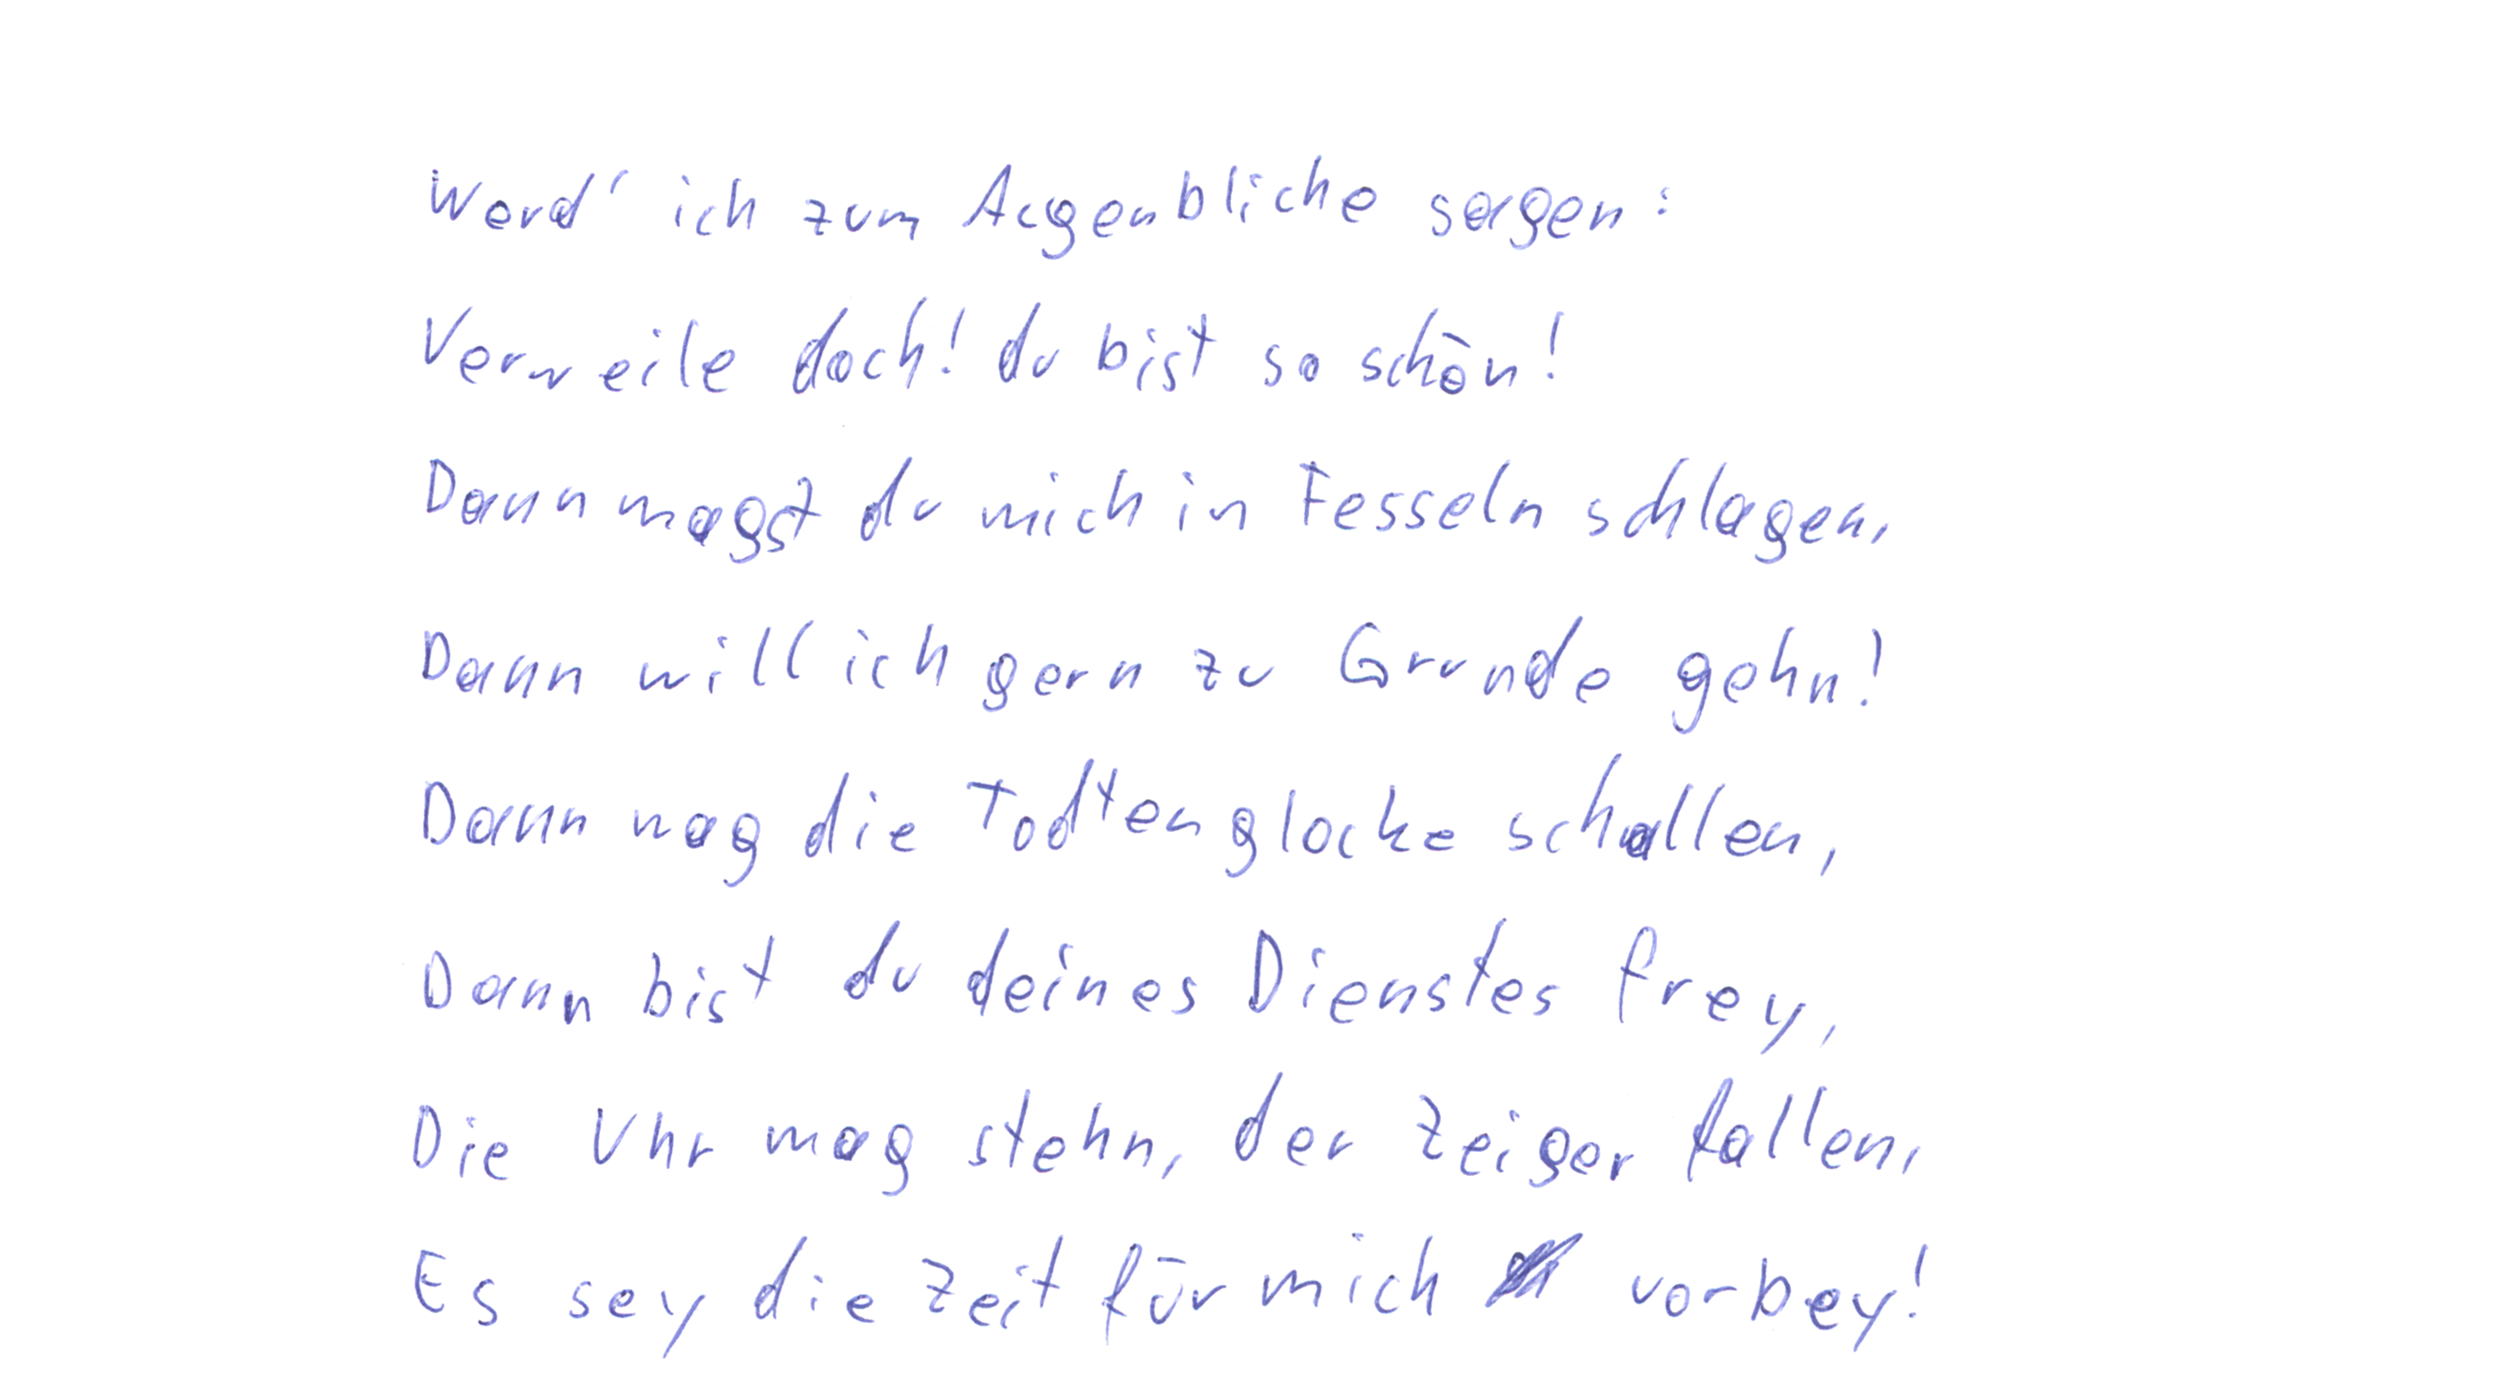 Werd' ich zum Augenblicke sagen:
Verweile doch! du bist so schön!
Dann magst du mich in Fesseln schlagen,
Dann will ich gern zu Grunde gehn!
Dann mag die Todtenglocke schallen,
Dann bist du deines Dienstes frey,
Die Uhr mag stehn, der Zeiger fallen,
Es sey die Zeit für mich vorbey!